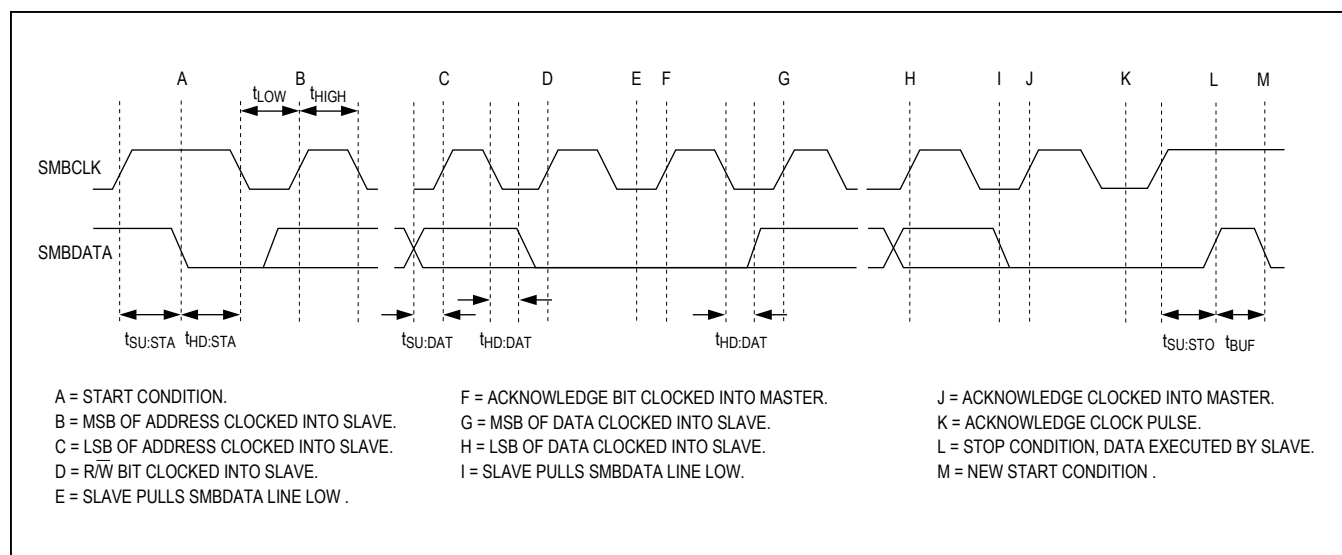 A B C D E F G H I J K L M
tLOW tHIGH
SMBCLK
SMBDATA
tSU:STA tHD:STA tSU:DAT tHD:DAT tHD:DAT tSU:STO tBUF
A = START CONDITION.
B = MSB OF ADDRESS CLOCKED INTO SLAVE.
C = LSB OF ADDRESS CLOCKED INTO SLAVE.
D = R/W̅ BIT CLOCKED INTO SLAVE.
E = SLAVE PULLS SMBDATA LINE LOW .
F = ACKNOWLEDGE BIT CLOCKED INTO MASTER.
G = MSB OF DATA CLOCKED INTO SLAVE.
H = LSB OF DATA CLOCKED INTO SLAVE.
I = SLAVE PULLS SMBDATA LINE LOW.
J = ACKNOWLEDGE CLOCKED INTO MASTER.
K = ACKNOWLEDGE CLOCK PULSE.
L = STOP CONDITION, DATA EXECUTED BY SLAVE.
M = NEW START CONDITION .